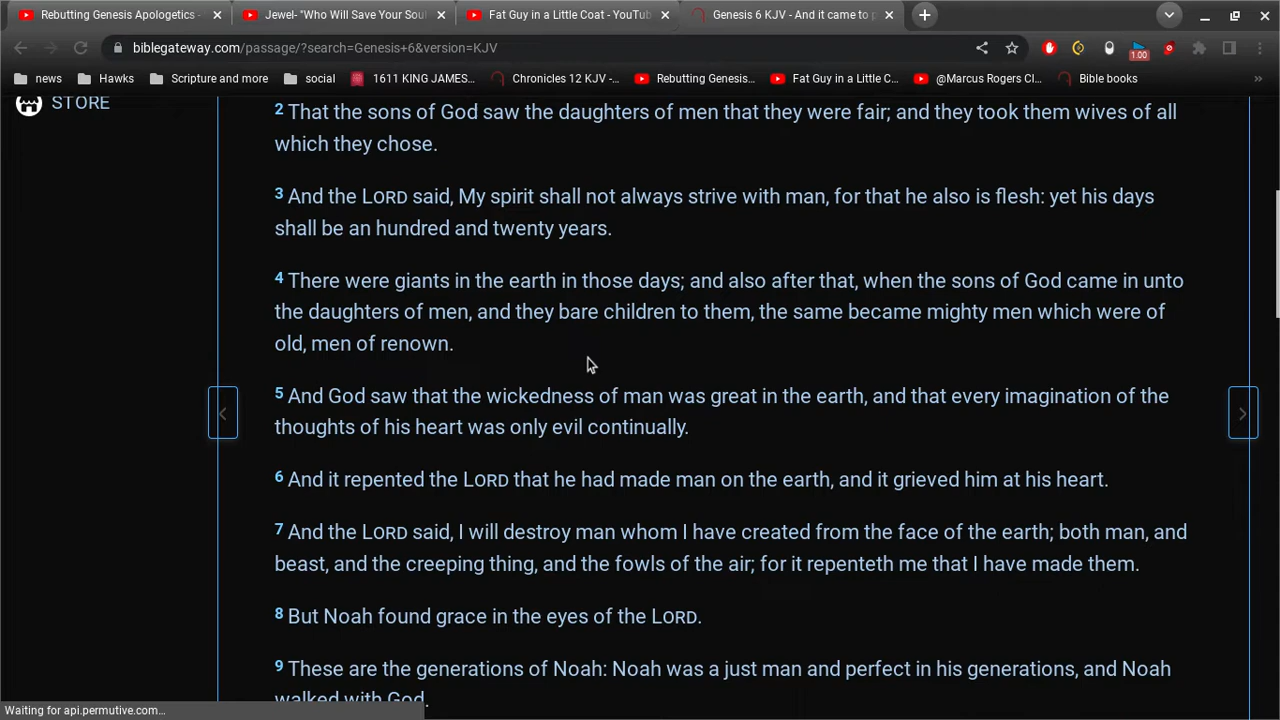 Rebutting Genesis Apologetics -
Jewel- "Who Will Save Your Soul
Fat Guy in a Little Coat - YouTub
Genesis 6 KJV - And it came to p
biblegateway.com/passage/?search=Genesis+6&version=KJV
1.00
news
Hawks
Scripture and more
social
1611 KING JAMES...
Chronicles 12 KJV -...
Rebutting Genesis...
Fat Guy in a Little C...
@Marcus Rogers Cl...
Bible books
»
STORE
2 That the sons of God saw the daughters of men that they were fair; and they took them wives of all
which they chose.
3 And the LORD said, My spirit shall not always strive with man, for that he also is flesh: yet his days
shall be an hundred and twenty years.
4 There were giants in the earth in those days; and also after that, when the sons of God came in unto
the daughters of men, and they bare children to them, the same became mighty men which were of
old, men of renown.
5 And God saw that the wickedness of man was great in the earth, and that every imagination of the
thoughts of his heart was only evil continually.
6 And it repented the LORD that he had made man on the earth, and it grieved him at his heart.
7 And the LORD said, I will destroy man whom I have created from the face of the earth; both man, and
beast, and the creeping thing, and the fowls of the air; for it repenteth me that I have made them.
8 But Noah found grace in the eyes of the LORD.
9 These are the generations of Noah: Noah was a just man and perfect in his generations, and Noah
walked with God.
Waiting for api.permutive.com...